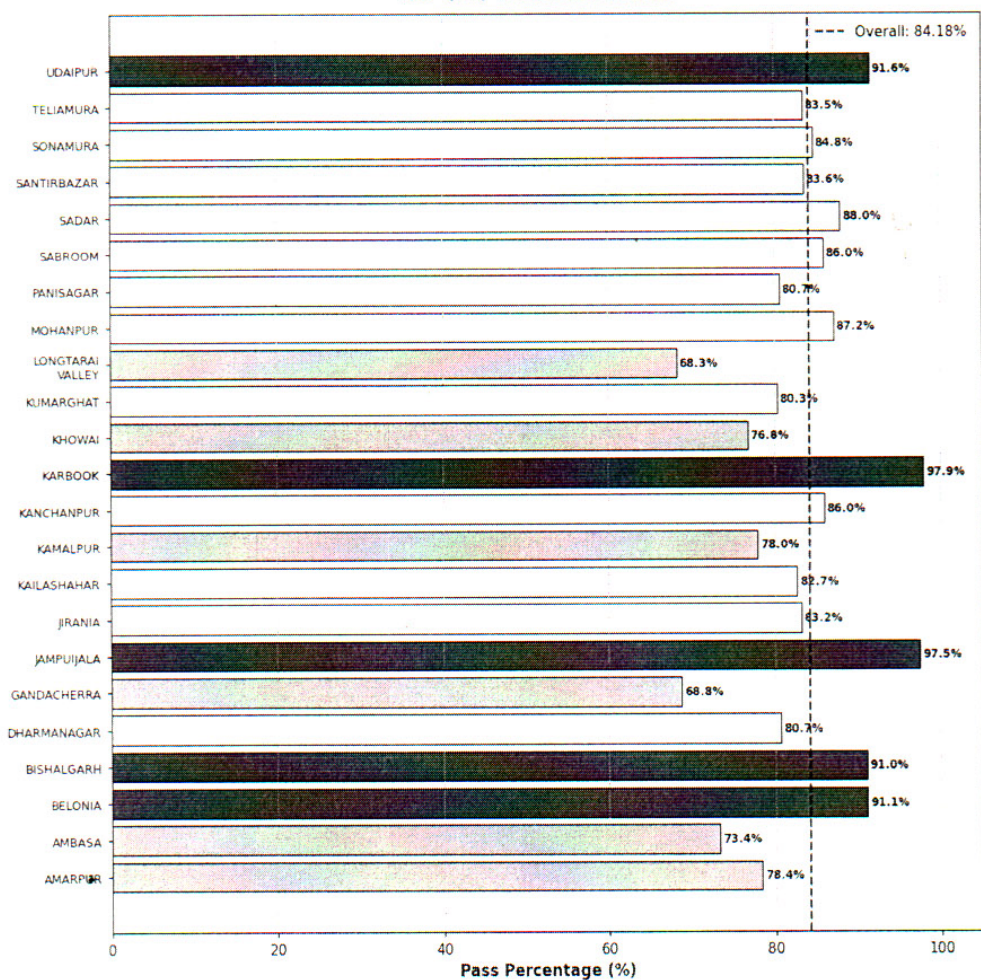 Overall: 84.18%
UDAIPUR 91.6%
TELIAMURA 83.5%
SONAMURA 84.8%
SANTIRBAZAR 83.6%
SADAR 88.0%
SABROOM 86.0%
PANISAGAR 80.7%
MOHANPUR 87.2%
LONGTARAI 68.3%
VALLEY
KUMARGHAT 80.3%
KHOWAI 76.8%
KARBOOK 97.9%
KANCHANPUR 86.0%
KAMALPUR 78.0%
KAILASHAHAR 82.7%
JIRANIA 83.2%
JAMPUIJALA 97.5%
GANDACHERRA 68.8%
DHARMANAGAR 80.7%
BISHALGARH 91.0%
BELONIA 91.1%
AMBASA 73.4%
AMARPUR 78.4%
0 20 40 60 80 100
Pass Percentage (%)